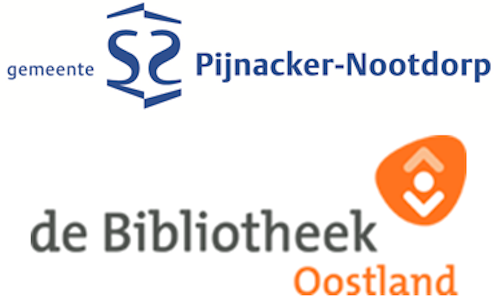 gemeente Pijnacker-Nootdorp
de Bibliotheek
Oostland